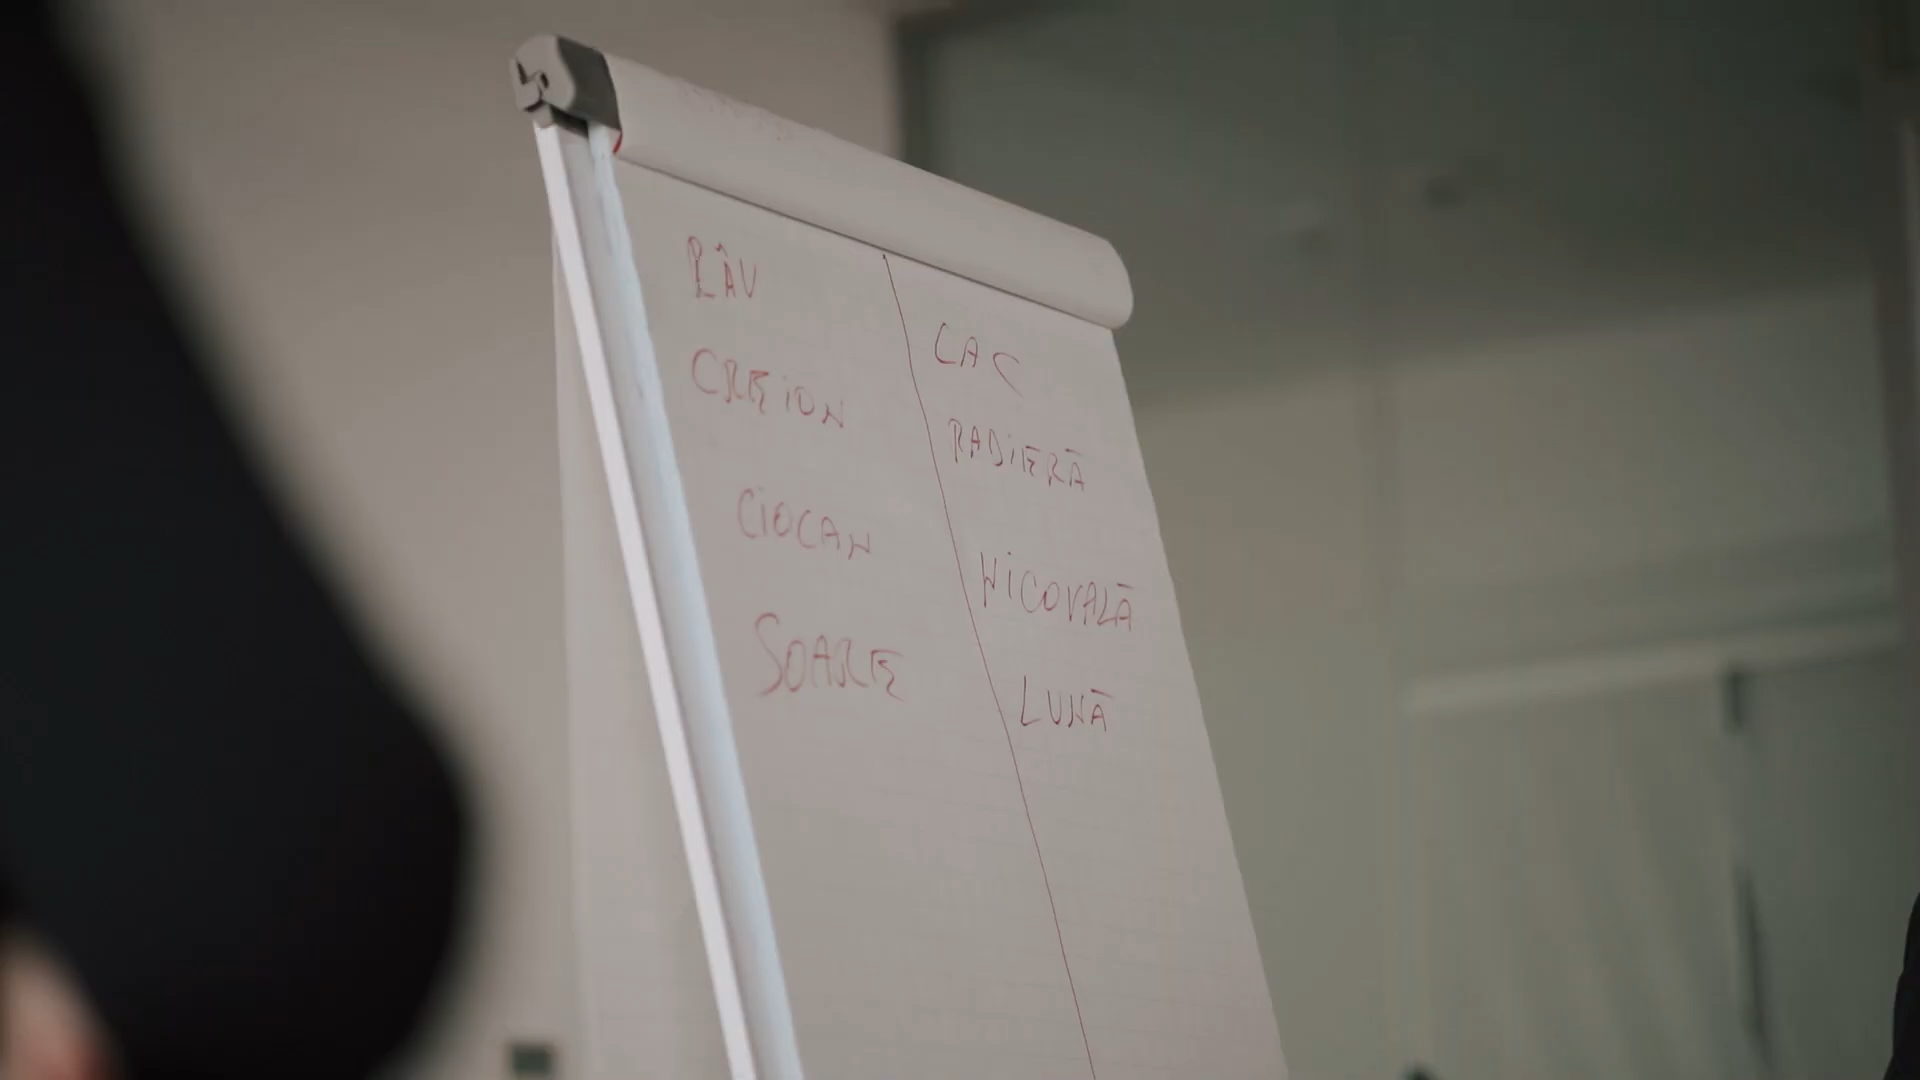 RÂU
CREION
CIOCAN
SOARE
LAC
RADIERĂ
NICOVALĂ
LUNĂ